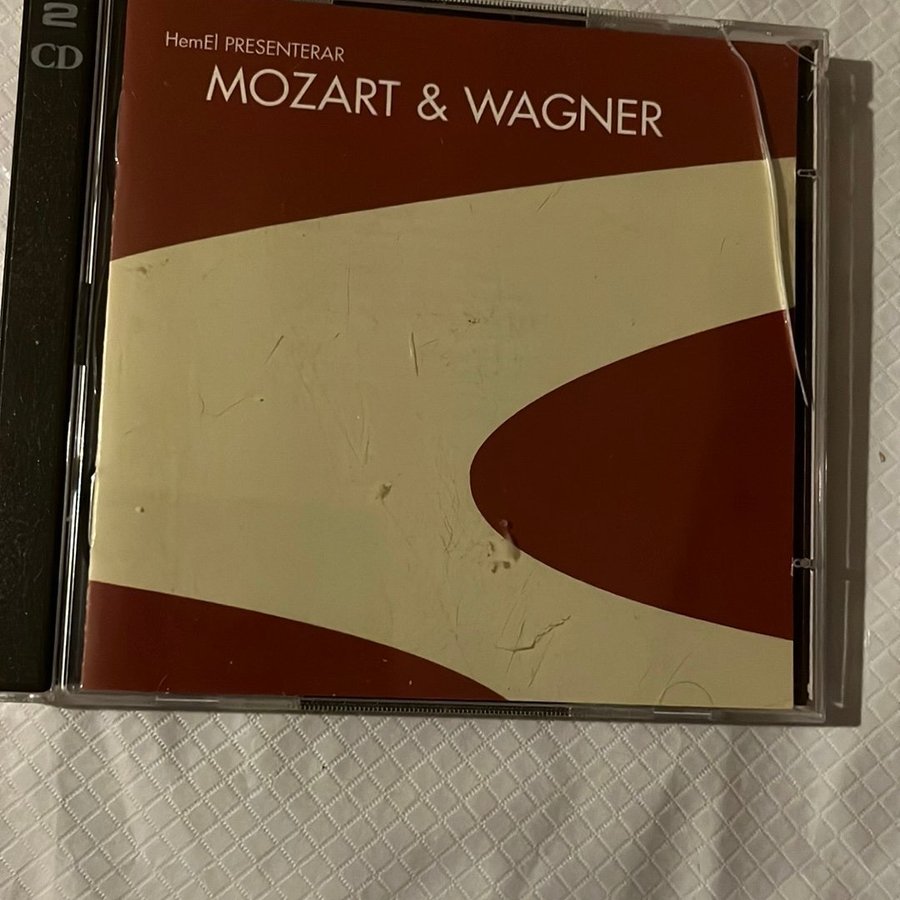 2
CD
HemEl PRESENTERAR
MOZART & WAGNER